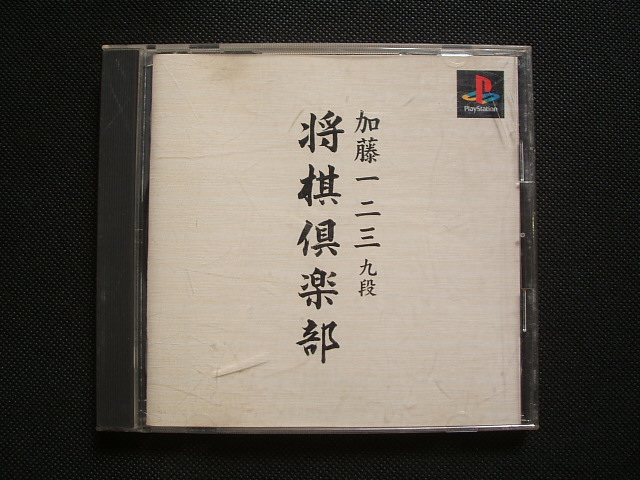 加藤一二三 九段
将棋倶楽部
PlayStation